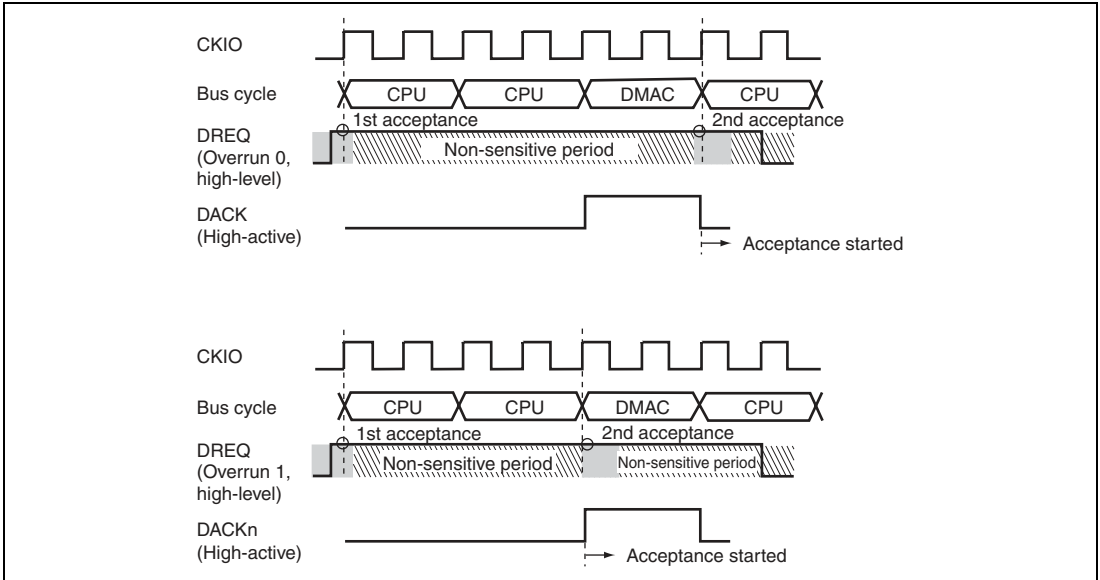 CKIO
Bus cycle
CPU CPU DMAC CPU
1st acceptance 2nd acceptance
DREQ
(Overrun 0,
high-level)
Non-sensitive period
DACK
(High-active)
Acceptance started
CKIO
Bus cycle
CPU CPU DMAC CPU
1st acceptance 2nd acceptance
DREQ
(Overrun 1,
high-level)
Non-sensitive period Non-sensitive period
DACKn
(High-active)
Acceptance started